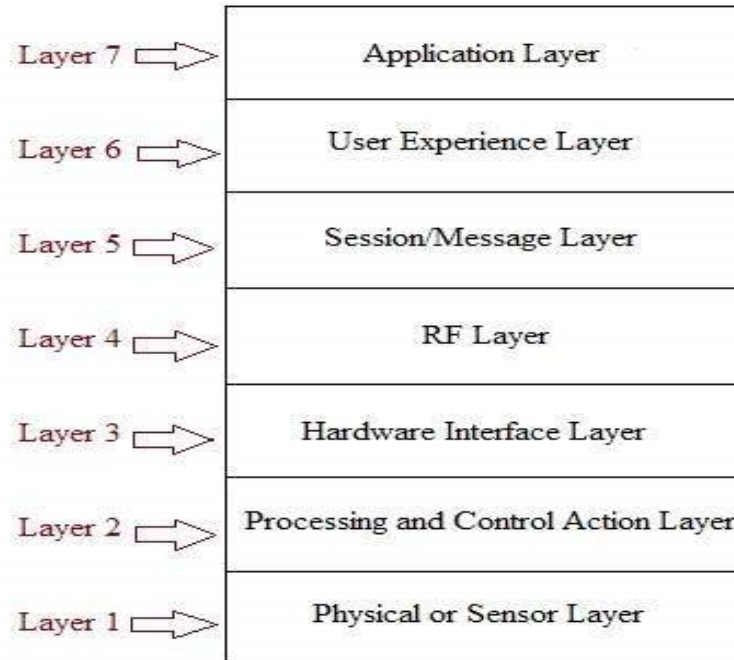 Layer 7 Application Layer
Layer 6 User Experience Layer
Layer 5 Session/Message Layer
Layer 4 RF Layer
Layer 3 Hardware Interface Layer
Layer 2 Processing and Control Action Layer
Layer 1 Physical or Sensor Layer